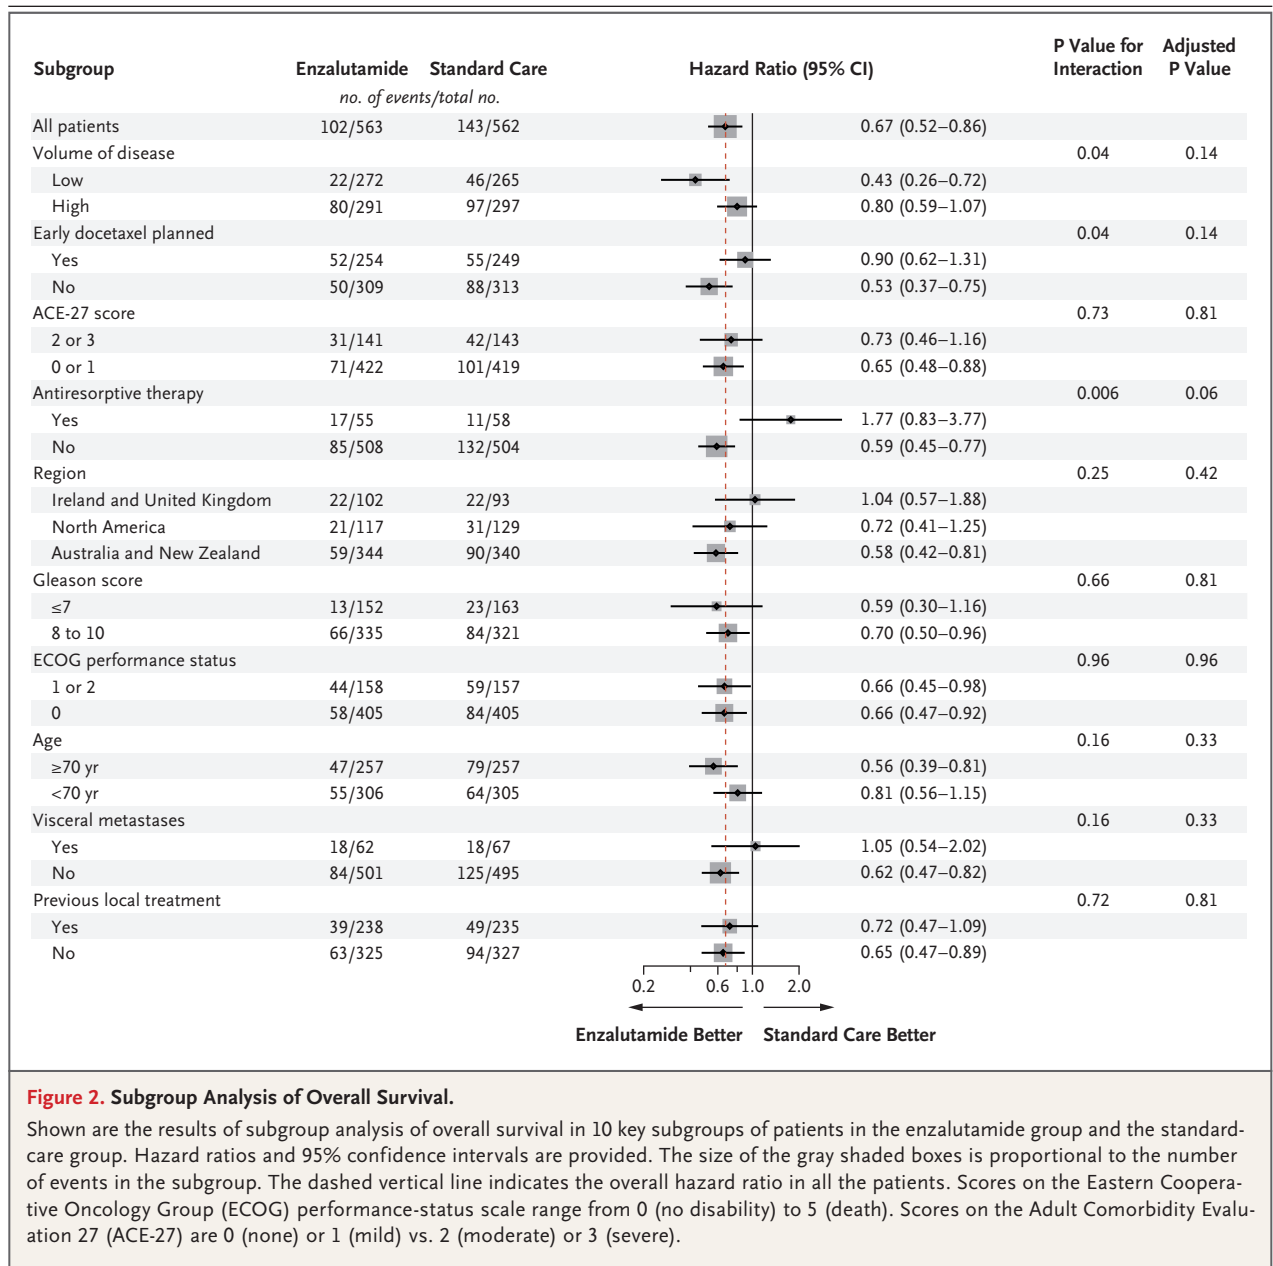 P Value for Adjusted
Subgroup Enzalutamide Standard Care Hazard Ratio (95% CI) Interaction P Value
no. of events/total no.
All patients 102/563 143/562 0.67 (0.52–0.86)
Volume of disease 0.04 0.14
Low 22/272 46/265 0.43 (0.26–0.72)
High 80/291 97/297 0.80 (0.59–1.07)
Early docetaxel planned 0.04 0.14
Yes 52/254 55/249 0.90 (0.62–1.31)
No 50/309 88/313 0.53 (0.37–0.75)
ACE-27 score 0.73 0.81
2 or 3 31/141 42/143 0.73 (0.46–1.16)
0 or 1 71/422 101/419 0.65 (0.48–0.88)
Antiresorptive therapy 0.006 0.06
Yes 17/55 11/58 1.77 (0.83–3.77)
No 85/508 132/504 0.59 (0.45–0.77)
Region 0.25 0.42
Ireland and United Kingdom 22/102 22/93 1.04 (0.57–1.88)
North America 21/117 31/129 0.72 (0.41–1.25)
Australia and New Zealand 59/344 90/340 0.58 (0.42–0.81)
Gleason score 0.66 0.81
≤7 13/152 23/163 0.59 (0.30–1.16)
8 to 10 66/335 84/321 0.70 (0.50–0.96)
ECOG performance status 0.96 0.96
1 or 2 44/158 59/157 0.66 (0.45–0.98)
0 58/405 84/405 0.66 (0.47–0.92)
Age 0.16 0.33
≥70 yr 47/257 79/257 0.56 (0.39–0.81)
<70 yr 55/306 64/305 0.81 (0.56–1.15)
Visceral metastases 0.16 0.33
Yes 18/62 18/67 1.05 (0.54–2.02)
No 84/501 125/495 0.62 (0.47–0.82)
Previous local treatment 0.72 0.81
Yes 39/238 49/235 0.72 (0.47–1.09)
No 63/325 94/327 0.65 (0.47–0.89)
0.2 0.6 1.0 2.0
Enzalutamide Better Standard Care Better
Figure 2. Subgroup Analysis of Overall Survival.
Shown are the results of subgroup analysis of overall survival in 10 key subgroups of patients in the enzalutamide group and the standard-
care group. Hazard ratios and 95% confidence intervals are provided. The size of the gray shaded boxes is proportional to the number
of events in the subgroup. The dashed vertical line indicates the overall hazard ratio in all the patients. Scores on the Eastern Coopera-
tive Oncology Group (ECOG) performance-status scale range from 0 (no disability) to 5 (death). Scores on the Adult Comorbidity Evalu-
ation 27 (ACE-27) are 0 (none) or 1 (mild) vs. 2 (moderate) or 3 (severe).